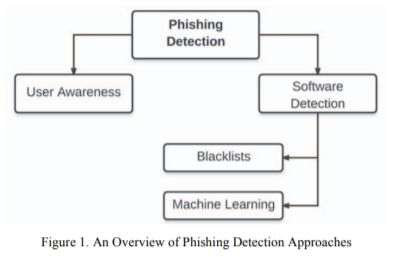 Phishing
Detection
User Awareness
Software
Detection
Blacklists
Machine Learning
Figure 1. An Overview of Phishing Detection Approaches